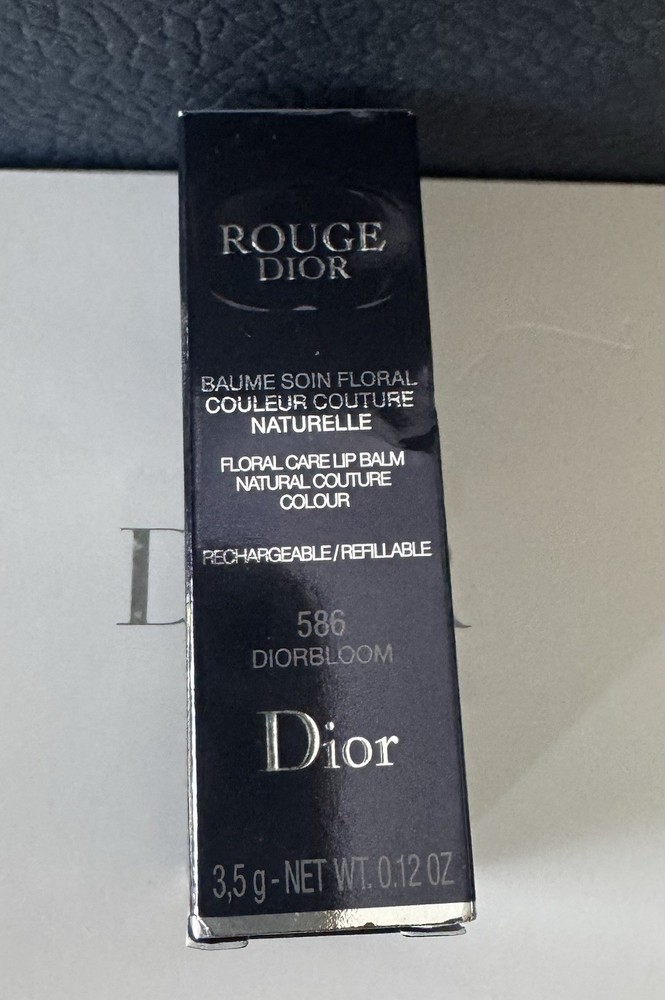 ROUGE
DIOR
BAUME SOIN FLORAL
COULEUR COUTURE
NATURELLE
FLORAL CARE LIP BALM
NATURAL COUTURE
COLOUR
RECHARGEABLE/REFILLABLE
586
DIORBLOOM
Dior
3,5 g - NET WT. 0.12 OZ